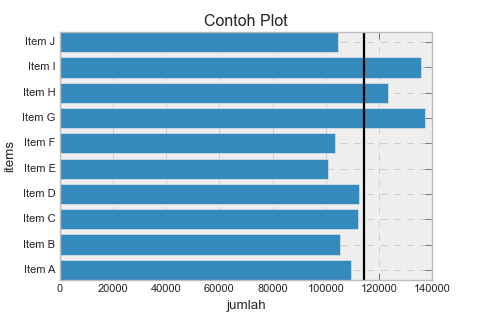 Contoh Plot
items
Item J
Item I
Item H
Item G
Item F
Item E
Item D
Item C
Item B
Item A
0 20000 40000 60000 80000 100000 120000 140000
jumlah